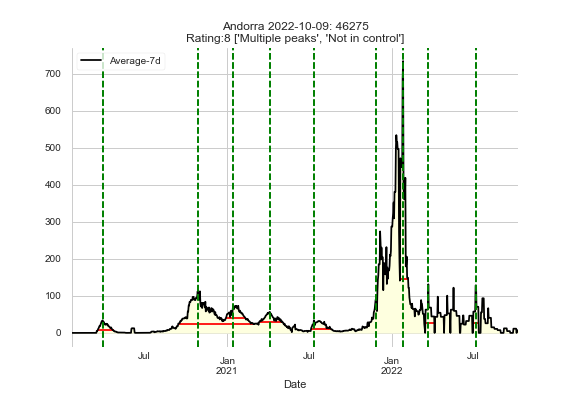 Andorra 2022-10-09: 46275
Rating:8 ['Multiple peaks', 'Not in control']
Average-7d
700
600
500
400
300
200
100
0
Jul
Jan
2021
Jul
Jan
2022
Jul
Date